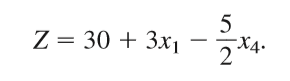 Z = 30 + 3x₁ − 5/2 x₄.